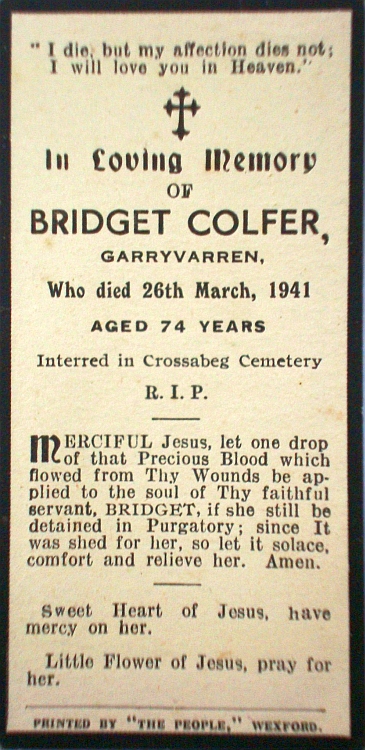 " I die, but my affection dies not;
I will love you in Heaven."
In Loving Memory
OF
BRIDGET COLFER,
GARRYVARREN,
Who died 26th March, 1941
AGED 74 YEARS
Interred in Crossabeg Cemetery
R. I. P.
MERCIFUL Jesus, let one drop
of that Precious Blood which
flowed from Thy Wounds be ap-
plied to the soul of Thy faithful
servant, BRIDGET, if she still be
detained in Purgatory; since It
was shed for her, so let it solace,
comfort and relieve her. Amen.
Sweet Heart of Jesus, have
mercy on her.
Little Flower of Jesus, pray for
her.
PRINTED BY "THE PEOPLE," WEXFORD.